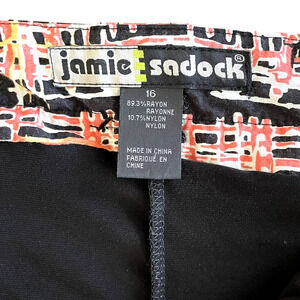 jamie sadock®
16
89.3%RAYON
RAYONNE
10.7%NYLON
NYLON
MADE IN CHINA
FABRIQUÉ EN
CHINE